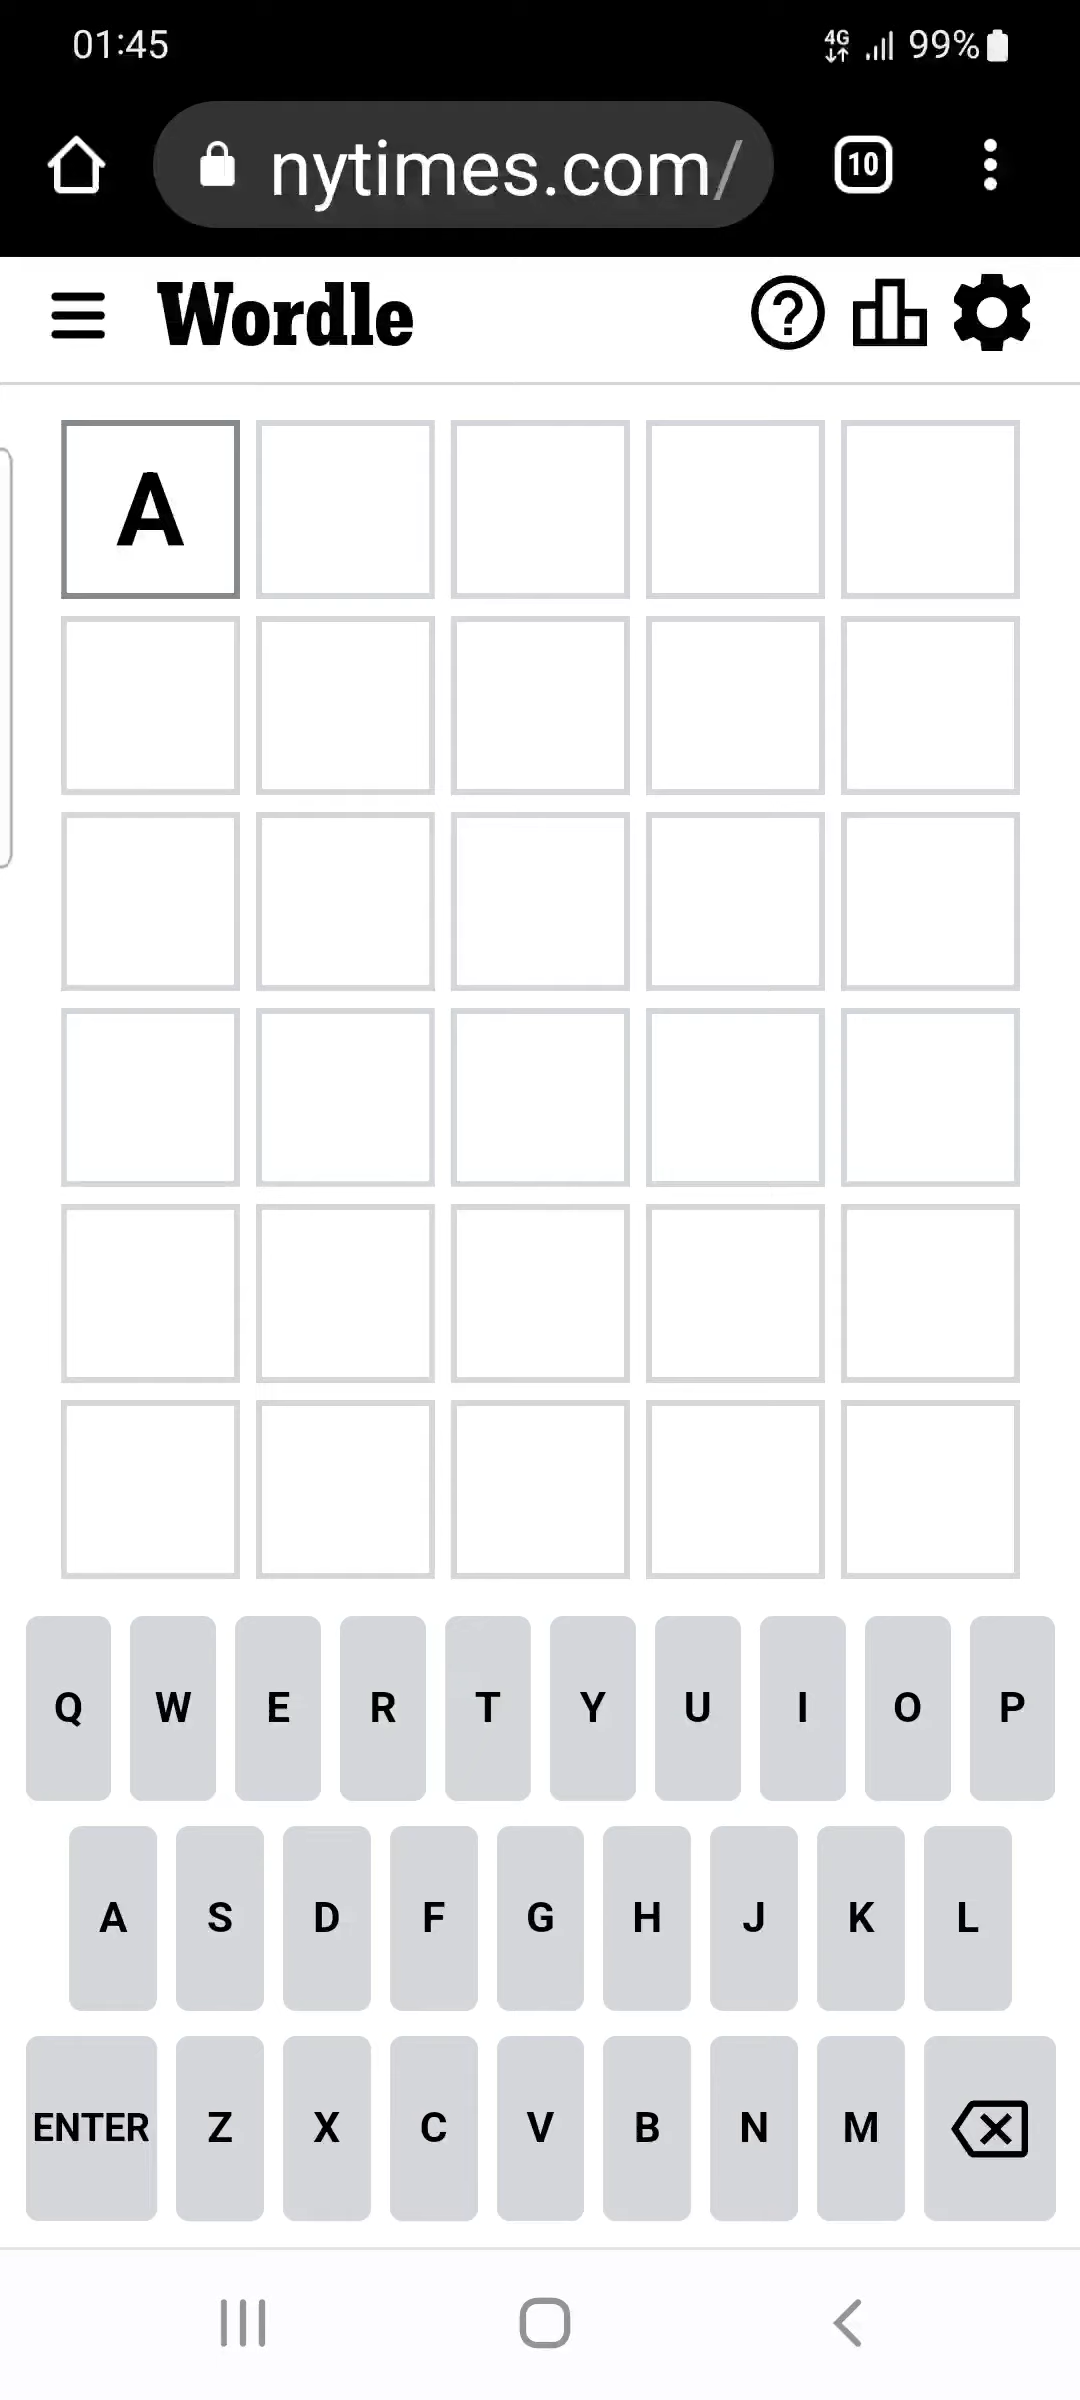 01:45 4G 99%
nytimes.com/ 10
Wordle ?
A
Q W E R T Y U I O P
A S D F G H J K L
ENTER Z X C V B N M